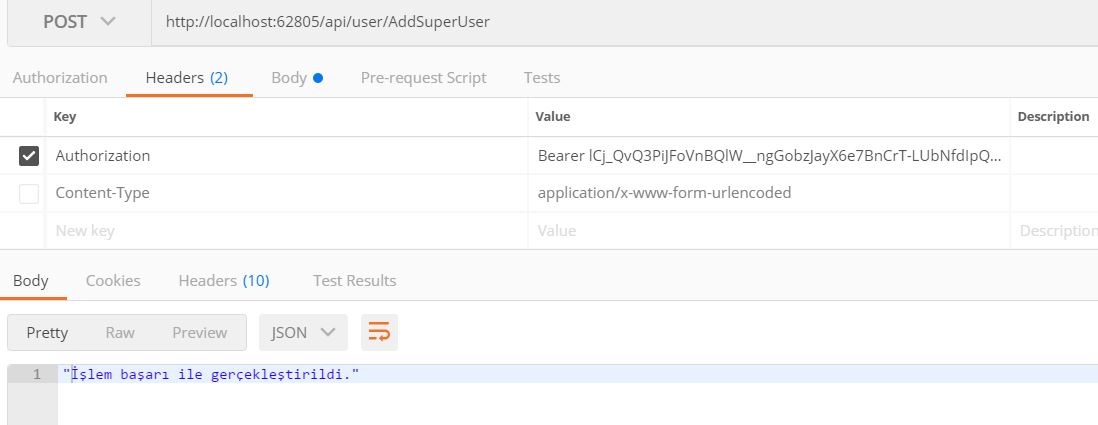 POST http://localhost:62805/api/user/AddSuperUser
Authorization Headers (2) Body Pre-request Script Tests
Key Value Description
Authorization Bearer lCj_QvQ3PiJFoVnBQlW__ngGobzJayX6e7BnCrT-LUbNfdIpQ...
Content-Type application/x-www-form-urlencoded
New key Value Description
Body Cookies Headers (10) Test Results
Pretty Raw Preview JSON
1 "İşlem başarı ile gerçekleştirildi."